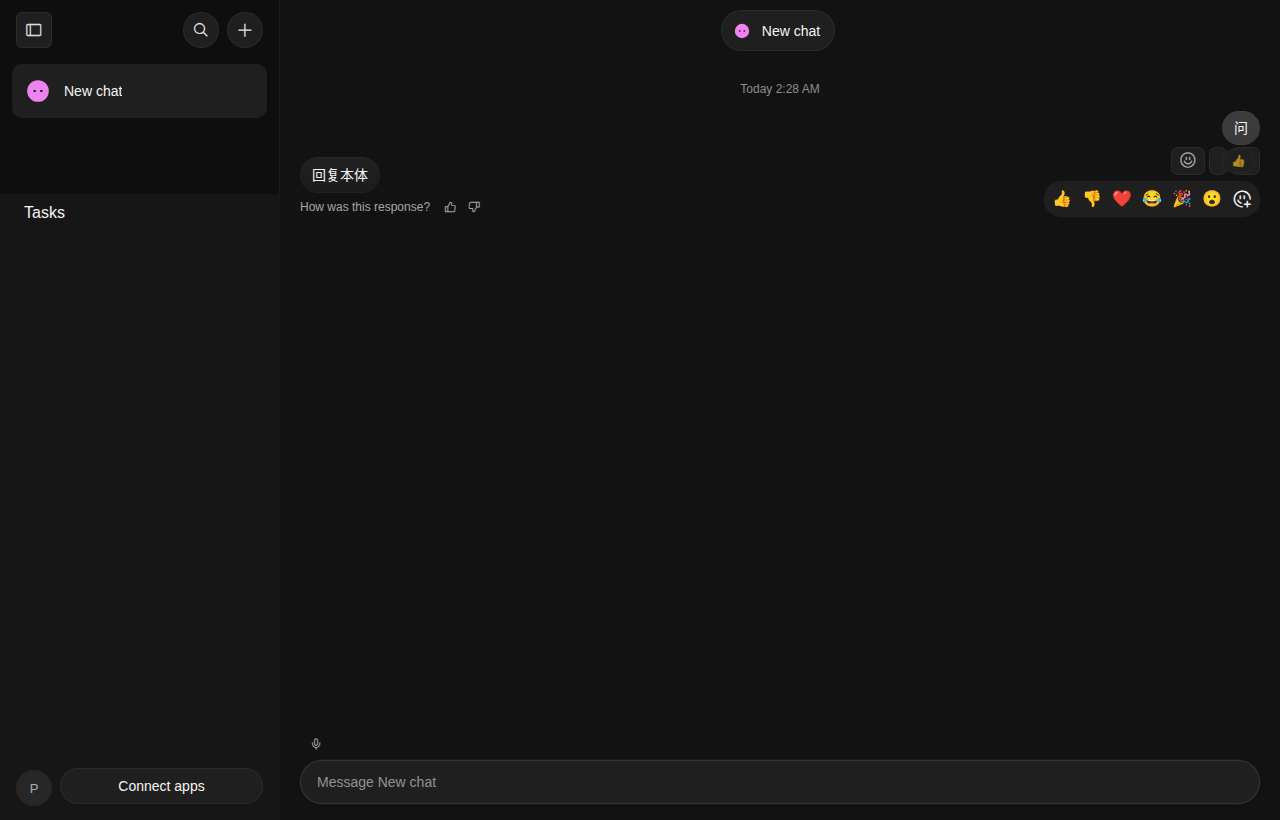 New chat
New chat
Today 2:28 AM
问
回复本体
How was this response?
Tasks
Message New chat
P
Connect apps